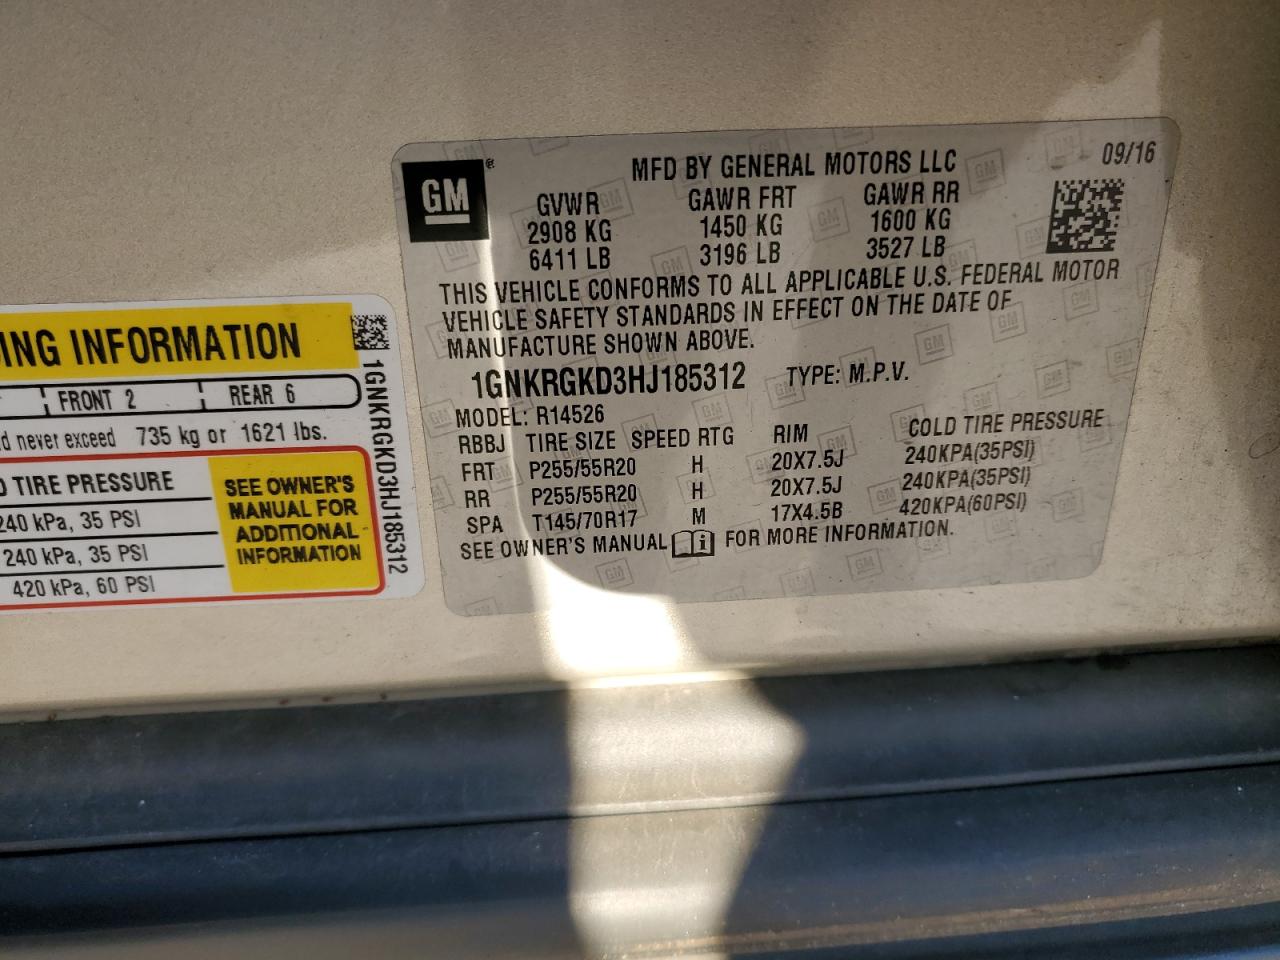 GM
MFD BY GENERAL MOTORS LLC 09/16
GVWR GAWR FRT GAWR RR
2908 KG 1450 KG 1600 KG
6411 LB 3196 LB 3527 LB
THIS VEHICLE CONFORMS TO ALL APPLICABLE U.S. FEDERAL MOTOR
VEHICLE SAFETY STANDARDS IN EFFECT ON THE DATE OF
MANUFACTURE SHOWN ABOVE.
1GNKRGKD3HJ185312 TYPE: M.P.V.
MODEL: R14526
RBBJ TIRE SIZE SPEED RTG RIM COLD TIRE PRESSURE
FRT P255/55R20 H 20X7.5J 240KPA(35PSI)
RR P255/55R20 H 20X7.5J 240KPA(35PSI)
SPA T145/70R17 M 17X4.5B 420KPA(60PSI)
SEE OWNER'S MANUAL i FOR MORE INFORMATION.
ING INFORMATION
FRONT 2 REAR 6
d never exceed 735 kg or 1621 lbs.
TIRE PRESSURE
240 kPa, 35 PSI
240 kPa, 35 PSI
420 kPa, 60 PSI
SEE OWNER'S
MANUAL FOR
ADDITIONAL
INFORMATION
1GNKRGKD3HJ185312